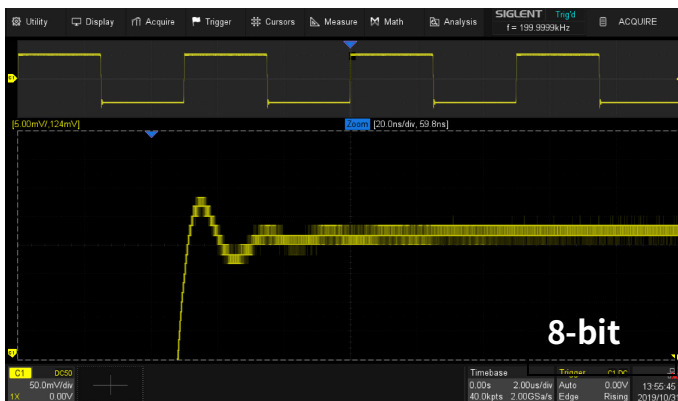 Utility Display Acquire Trigger Cursors Measure Math Analysis SIGLENT Trig'd ACQUIRE
f = 199.9999kHz
C1
[5.00mV/,124mV] Zoom [20.0ns/div, 59.8ns]
C1
8-bit
C1 DC50 Timebase Trigger C1 DC
50.0mV/div 0.00s 2.00us/div Auto 0.00V 13:55:45
1X 0.00V 40.0kpts 2.00GSa/s Edge Rising 2019/10/31